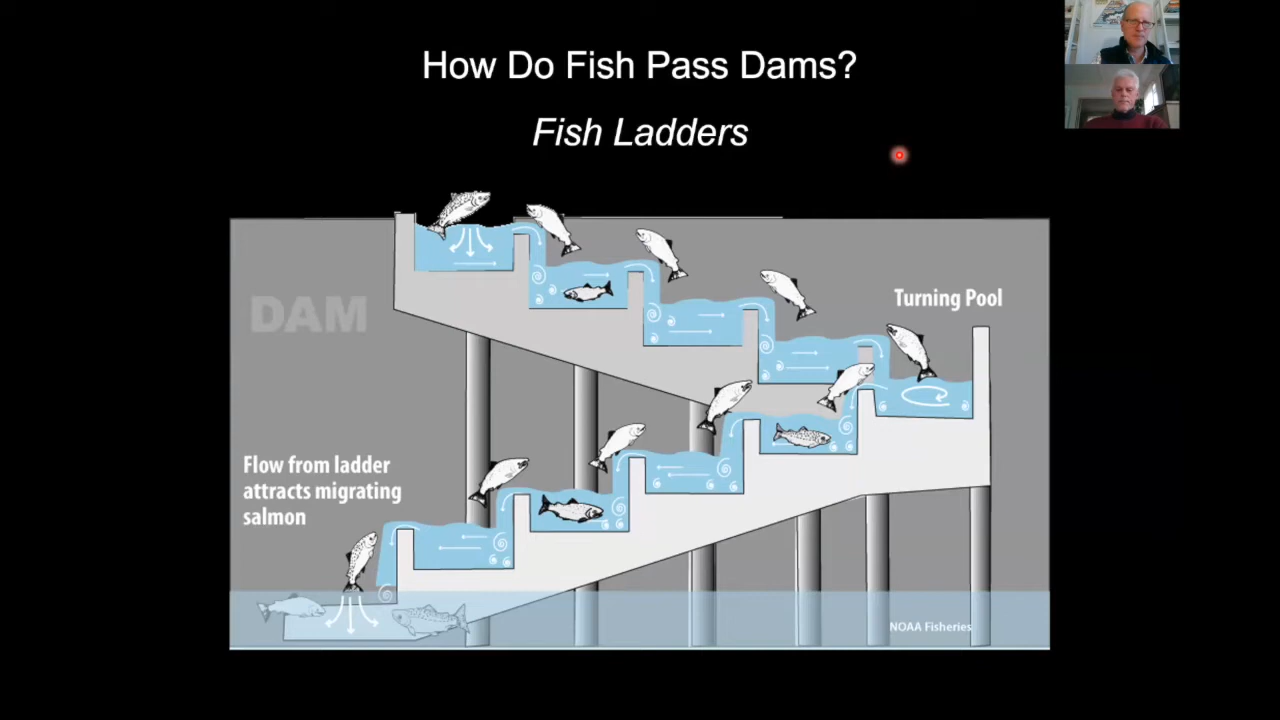 How Do Fish Pass Dams?
Fish Ladders
DAM
Turning Pool
Flow from ladder
attracts migrating
salmon
NOAA Fisheries